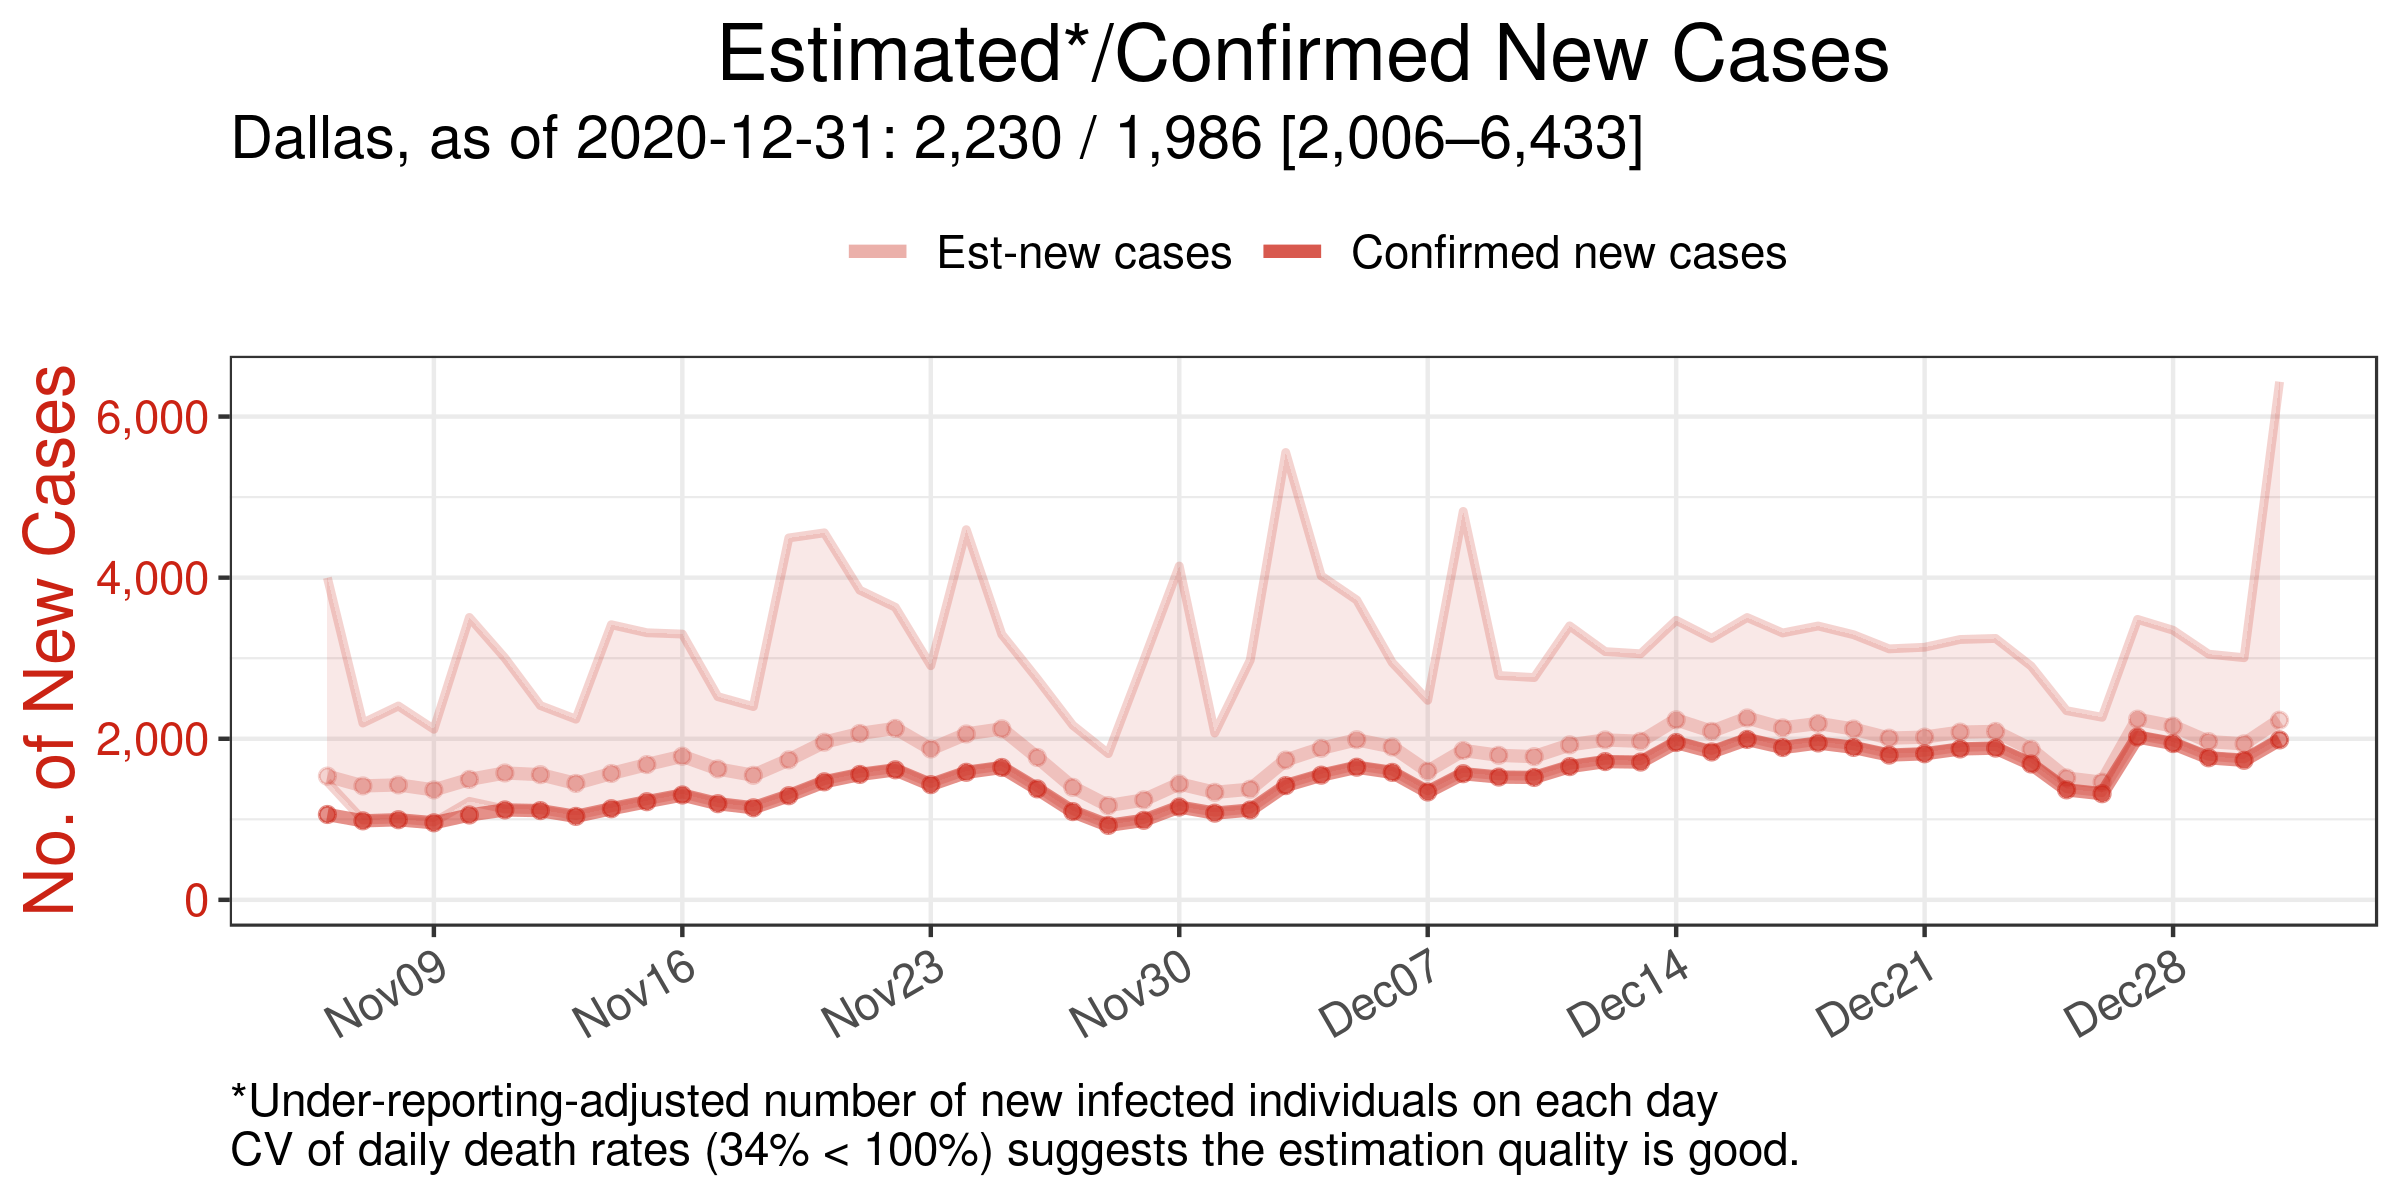 Estimated*/Confirmed New Cases
Dallas, as of 2020-12-31: 2,230 / 1,986 [2,006–6,433]
Est-new cases
Confirmed new cases
No. of New Cases
6,000
4,000
2,000
0
Nov09
Nov16
Nov23
Nov30
Dec07
Dec14
Dec21
Dec28
*Under-reporting-adjusted number of new infected individuals on each day
CV of daily death rates (34% < 100%) suggests the estimation quality is good.